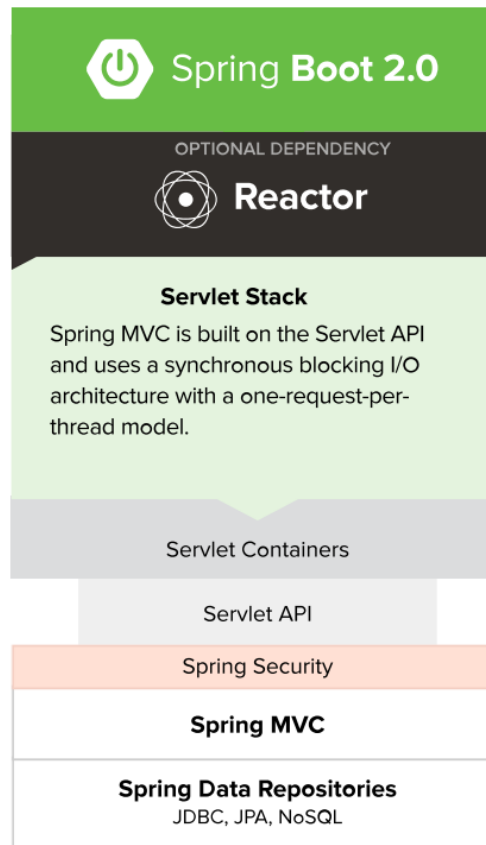 Spring Boot 2.0
OPTIONAL DEPENDENCY
Reactor
Servlet Stack
Spring MVC is built on the Servlet API
and uses a synchronous blocking I/O
architecture with a one-request-per-
thread model.
Servlet Containers
Servlet API
Spring Security
Spring MVC
Spring Data Repositories
JDBC, JPA, NoSQL